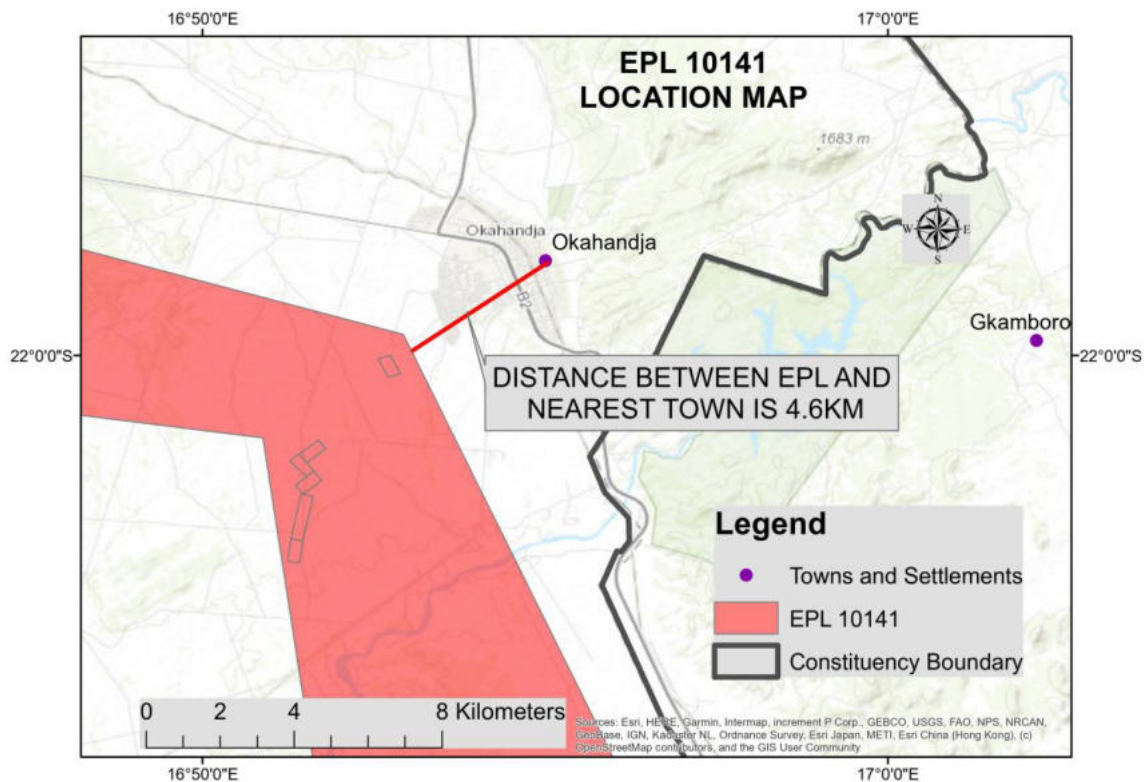 16°50'0"E
17°0'0"E
EPL 10141
LOCATION MAP
1683 m
N
W
E
S
Okahandja
Okahandja
B2
Gkamboro
22°0'0"S
22°0'0"S
DISTANCE BETWEEN EPL AND
NEAREST TOWN IS 4.6KM
Legend
Towns and Settlements
EPL 10141
Constituency Boundary
0 2 4 8 Kilometers
Sources: Esri, HERE, Garmin, Intermap, increment P Corp., GEBCO, USGS, FAO, NPS, NRCAN,
GeoBase, IGN, Kadaster NL, Ordnance Survey, Esri Japan, METI, Esri China (Hong Kong), (c)
OpenStreetMap contributors, and the GIS User Community
16°50'0"E
17°0'0"E